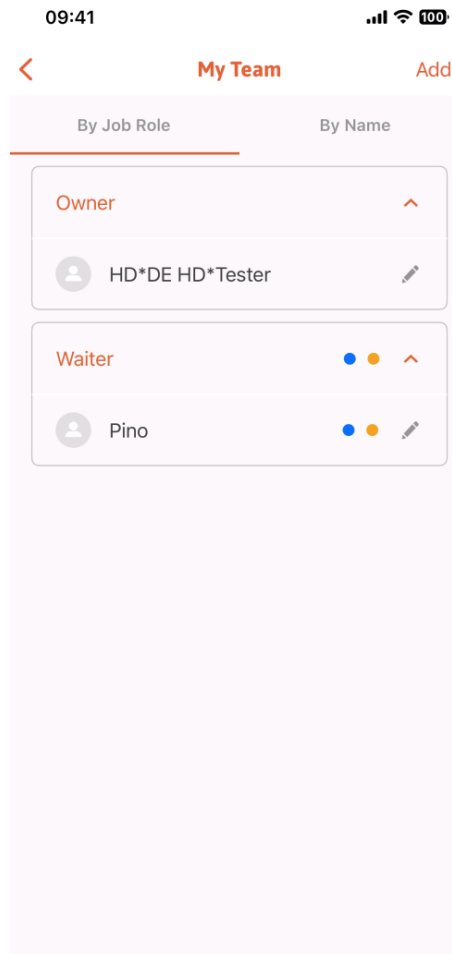 09:41
100
My Team
Add
By Job Role
By Name
Owner
HD*DE HD*Tester
Waiter
Pino